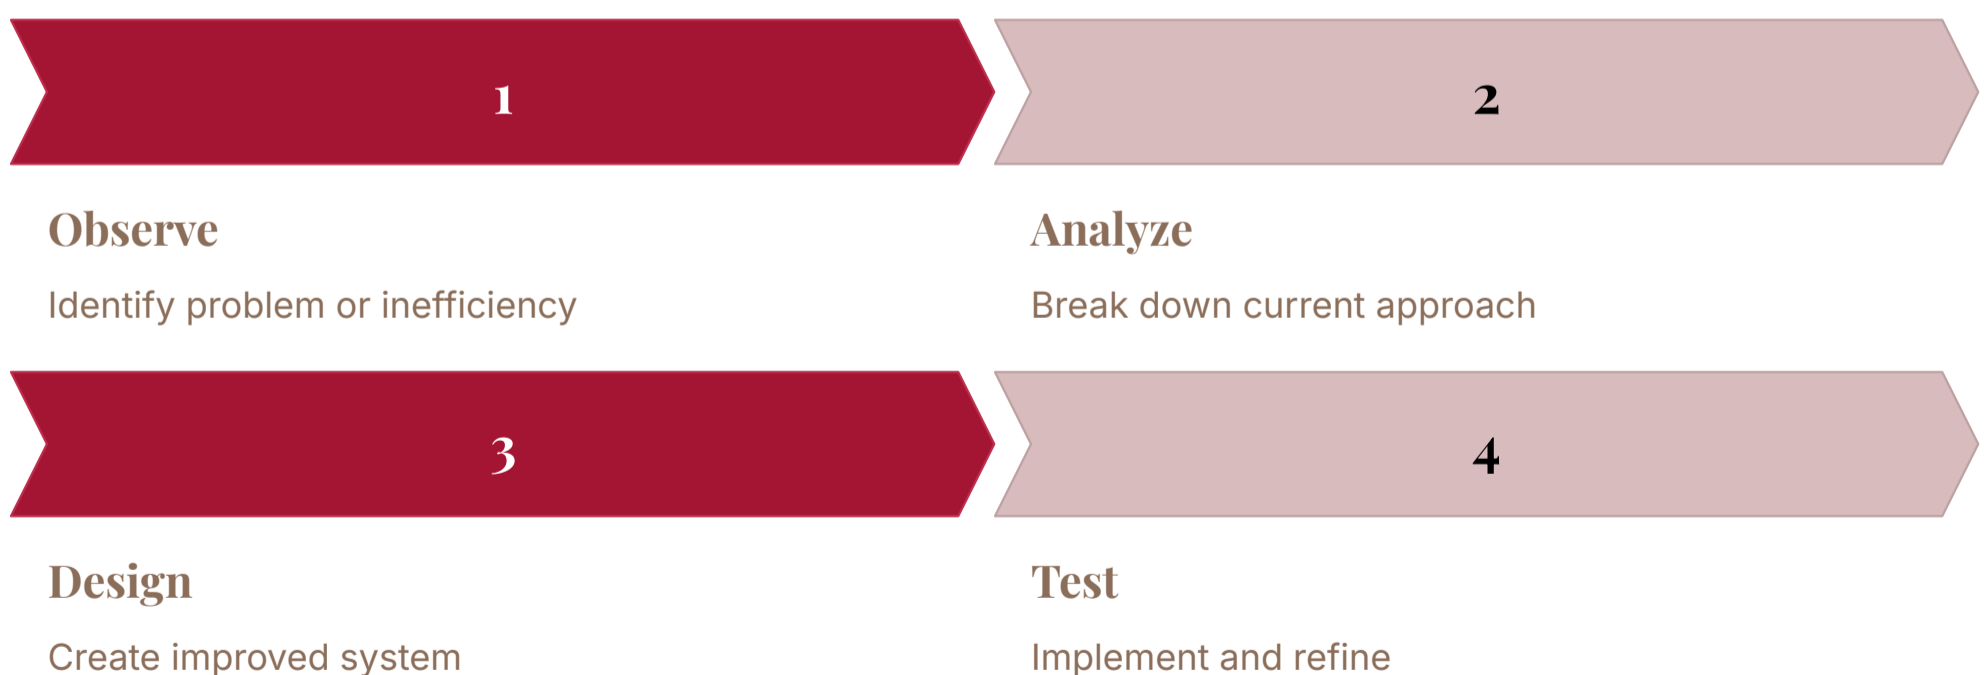 1
2
Observe
Identify problem or inefficiency
Analyze
Break down current approach
3
4
Design
Create improved system
Test
Implement and refine